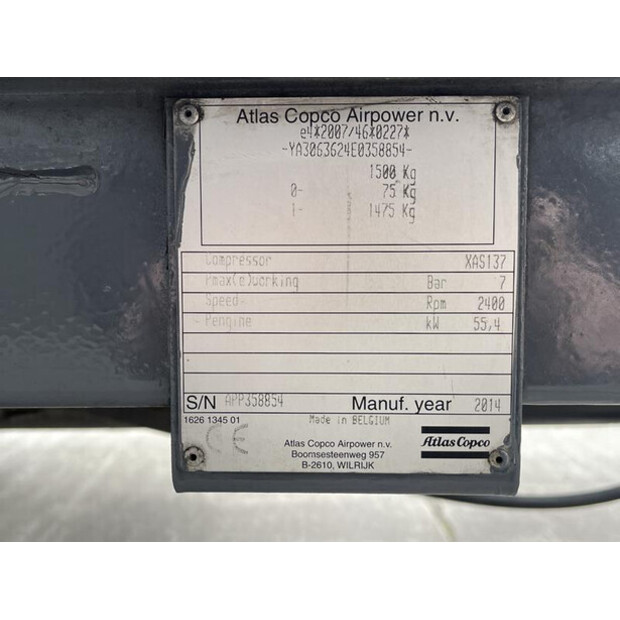 Atlas Copco Airpower n.v.
e4*2007/46*0227*
-YA3063624E0358854-
1500 Kg
0- 75 Kg
1- 1475 Kg
Compressor XAS137
Pmax(e)working Bar 7
Speed- Rpm 2400
- Pengine kW 55,4
S/N APP358854 Manuf. year 2014
1626 1345 01 Made in BELGIUM
CE
Atlas Copco
Atlas Copco Airpower n.v.
Boomsesteenweg 957
B-2610, WILRIJK